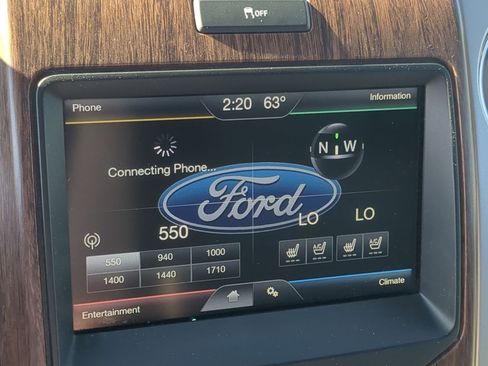 OFF
Phone 2:20 63° Information
N W
Connecting Phone...
Ford
LO LO
550
550 940 1000
1400 1440 1710
A/C A/C
Entertainment Climate